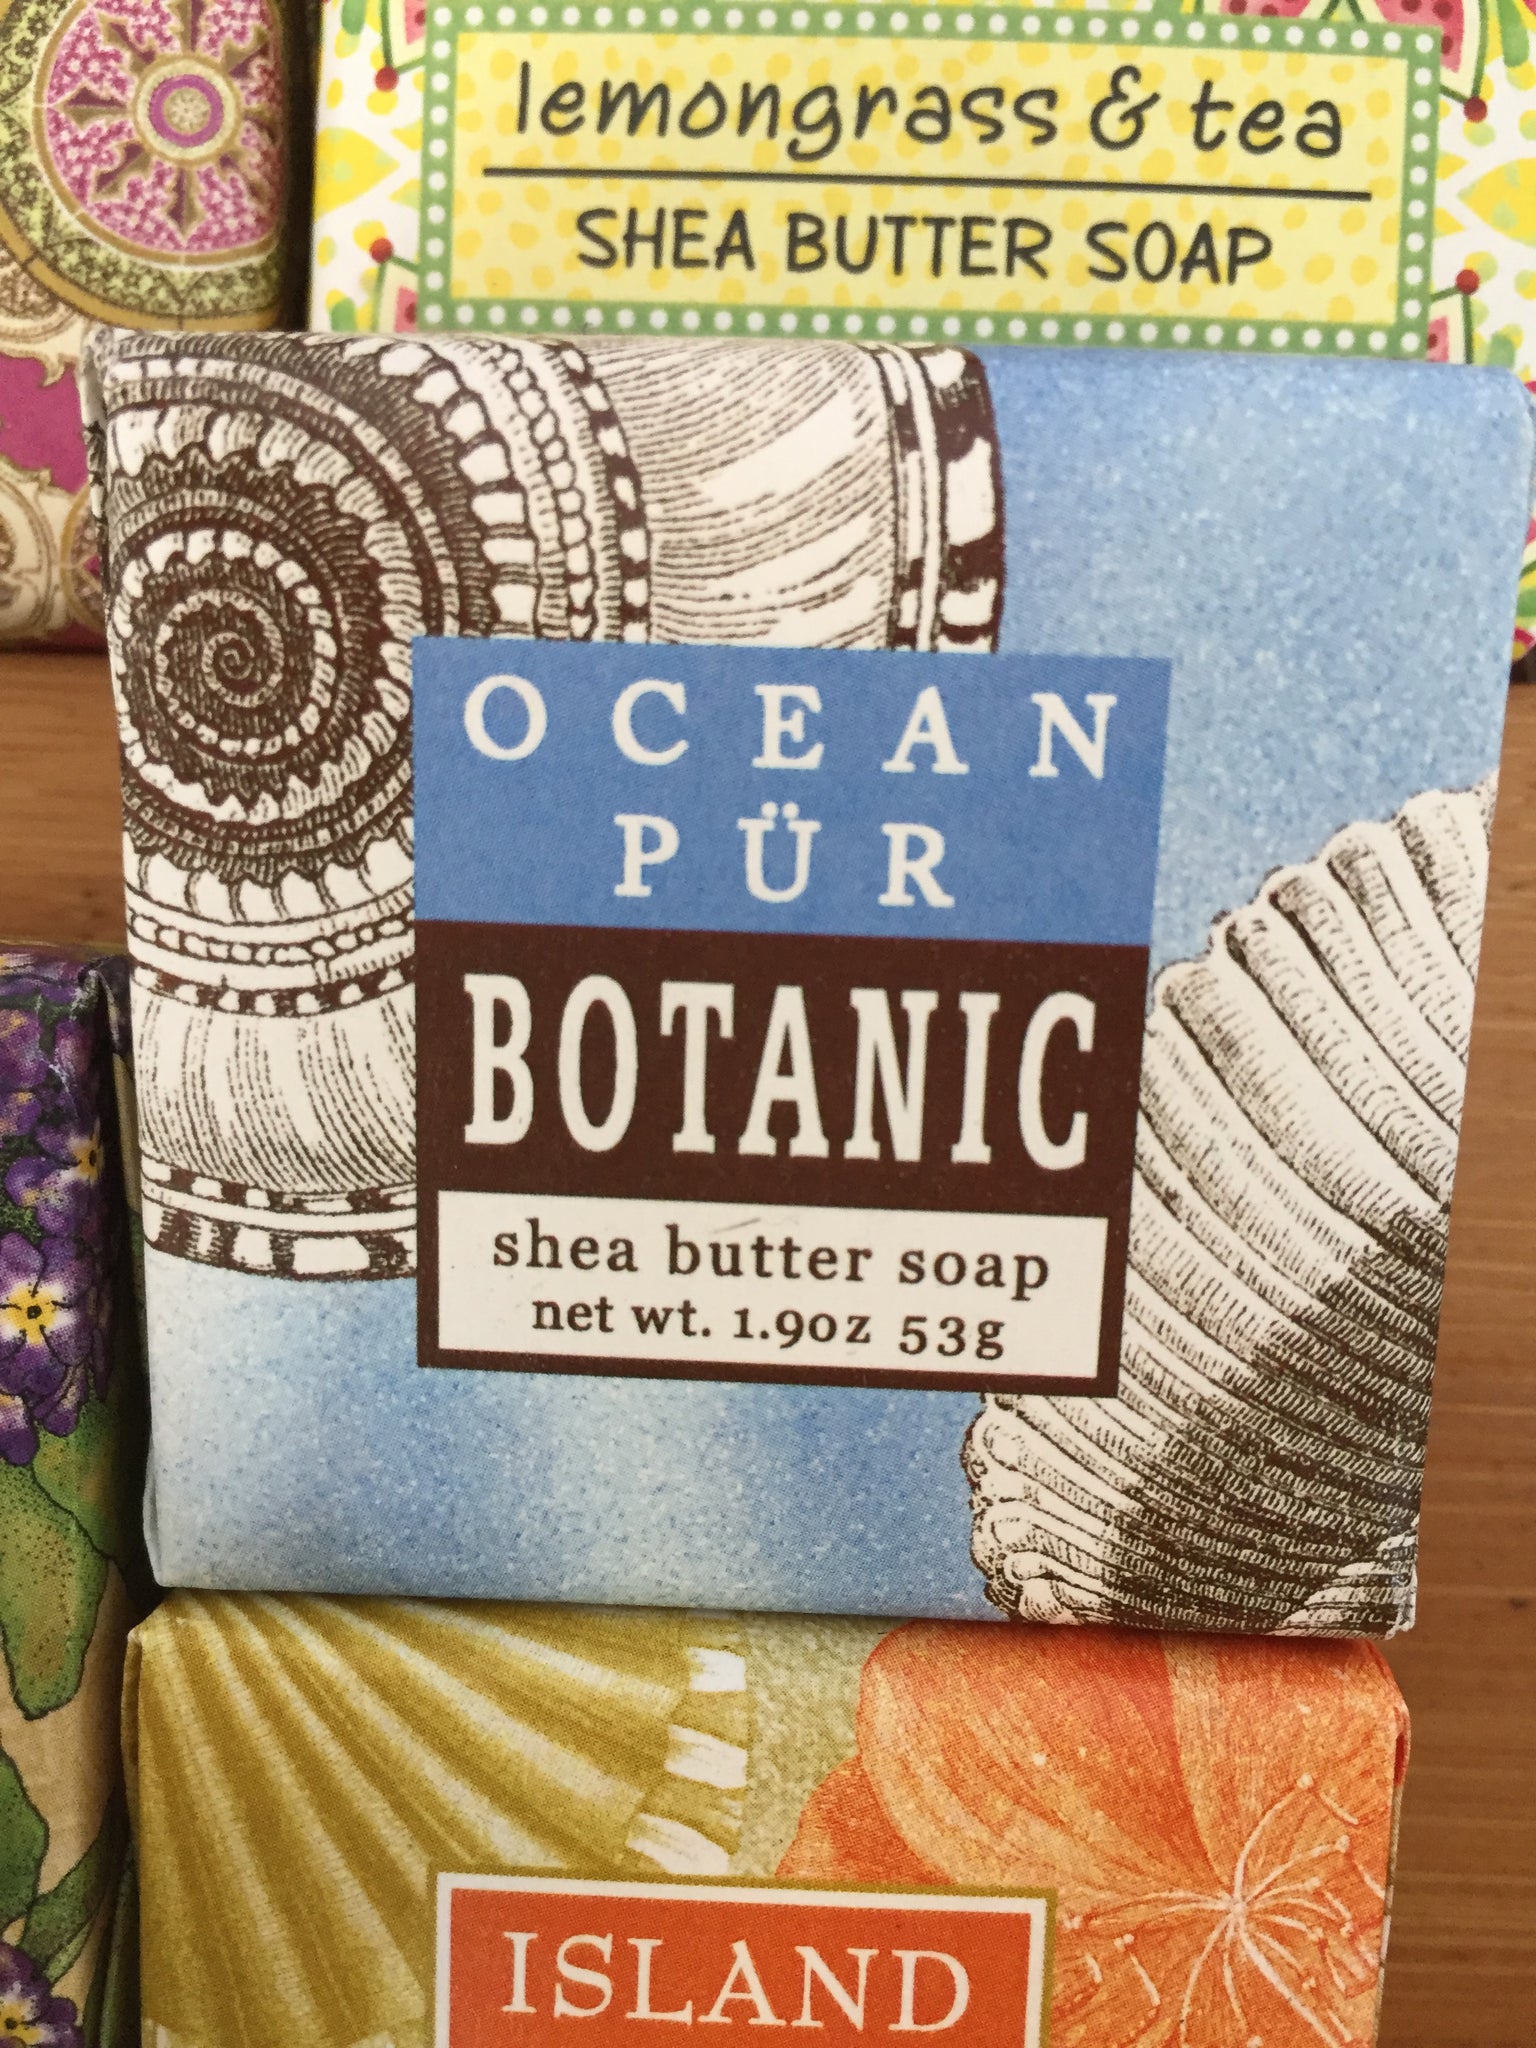 lemongrass & tea
SHEA BUTTER SOAP
OCEAN
PÜR
BOTANIC
shea butter soap
net wt. 1.9oz 53g
ISLAND